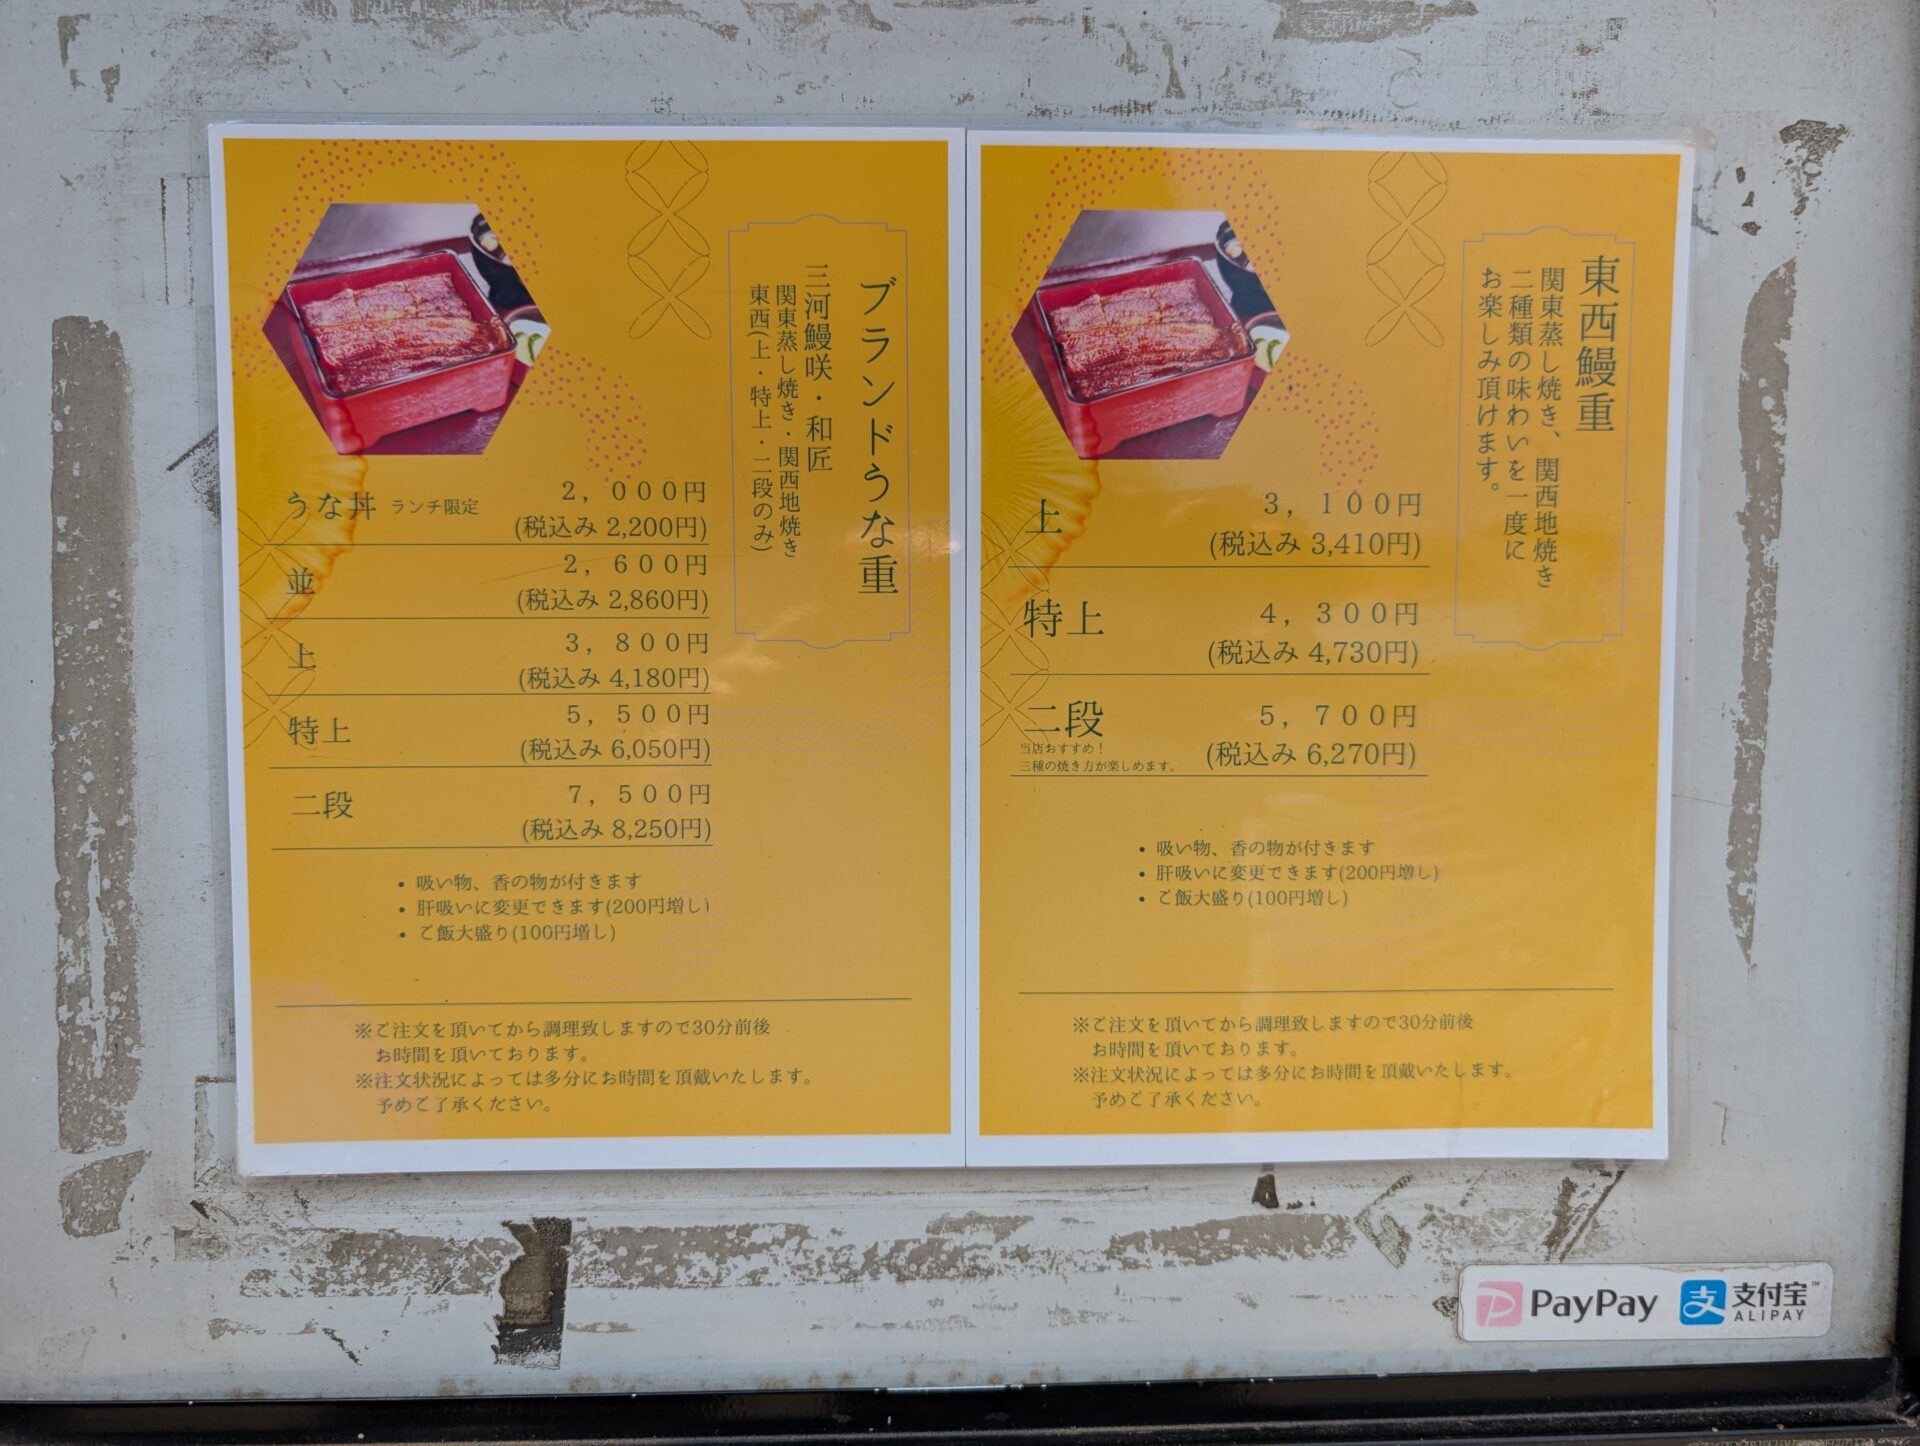 ブランドうな重
三河鰻咲・和匠
関東蒸し焼き・関西地焼き
東西(上・特上・二段のみ)
うな丼 ランチ限定 2,000円
(税込み 2,200円)
並 2,600円
(税込み 2,860円)
上 3,800円
(税込み 4,180円)
特上 5,500円
(税込み 6,050円)
二段 7,500円
(税込み 8,250円)
• 吸い物、香の物が付きます
• 肝吸いに変更できます(200円増し)
• ご飯大盛り(100円増し)
※ご注文を頂いてから調理致しますので30分前後
お時間を頂いております。
※注文状況によっては多分にお時間を頂戴いたします。
予めご了承ください。
東西鰻重
関東蒸し焼き、関西地焼き
二種類の味わいを一度に
お楽しみ頂けます。
上 3,100円
(税込み 3,410円)
特上 4,300円
(税込み 4,730円)
二段 5,700円
当店おすすめ!
三種の焼き方が楽しめます。
(税込み 6,270円)
• 吸い物、香の物が付きます
• 肝吸いに変更できます(200円増し)
• ご飯大盛り(100円増し)
※ご注文を頂いてから調理致しますので30分前後
お時間を頂いております。
※注文状況によっては多分にお時間を頂戴いたします。
予めご了承ください。
PayPay 支 支付宝™
ALIPAY